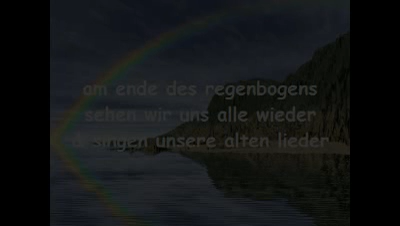 am ende des regenbogens
sehen wir uns alle wieder
singen unsere alten lieder